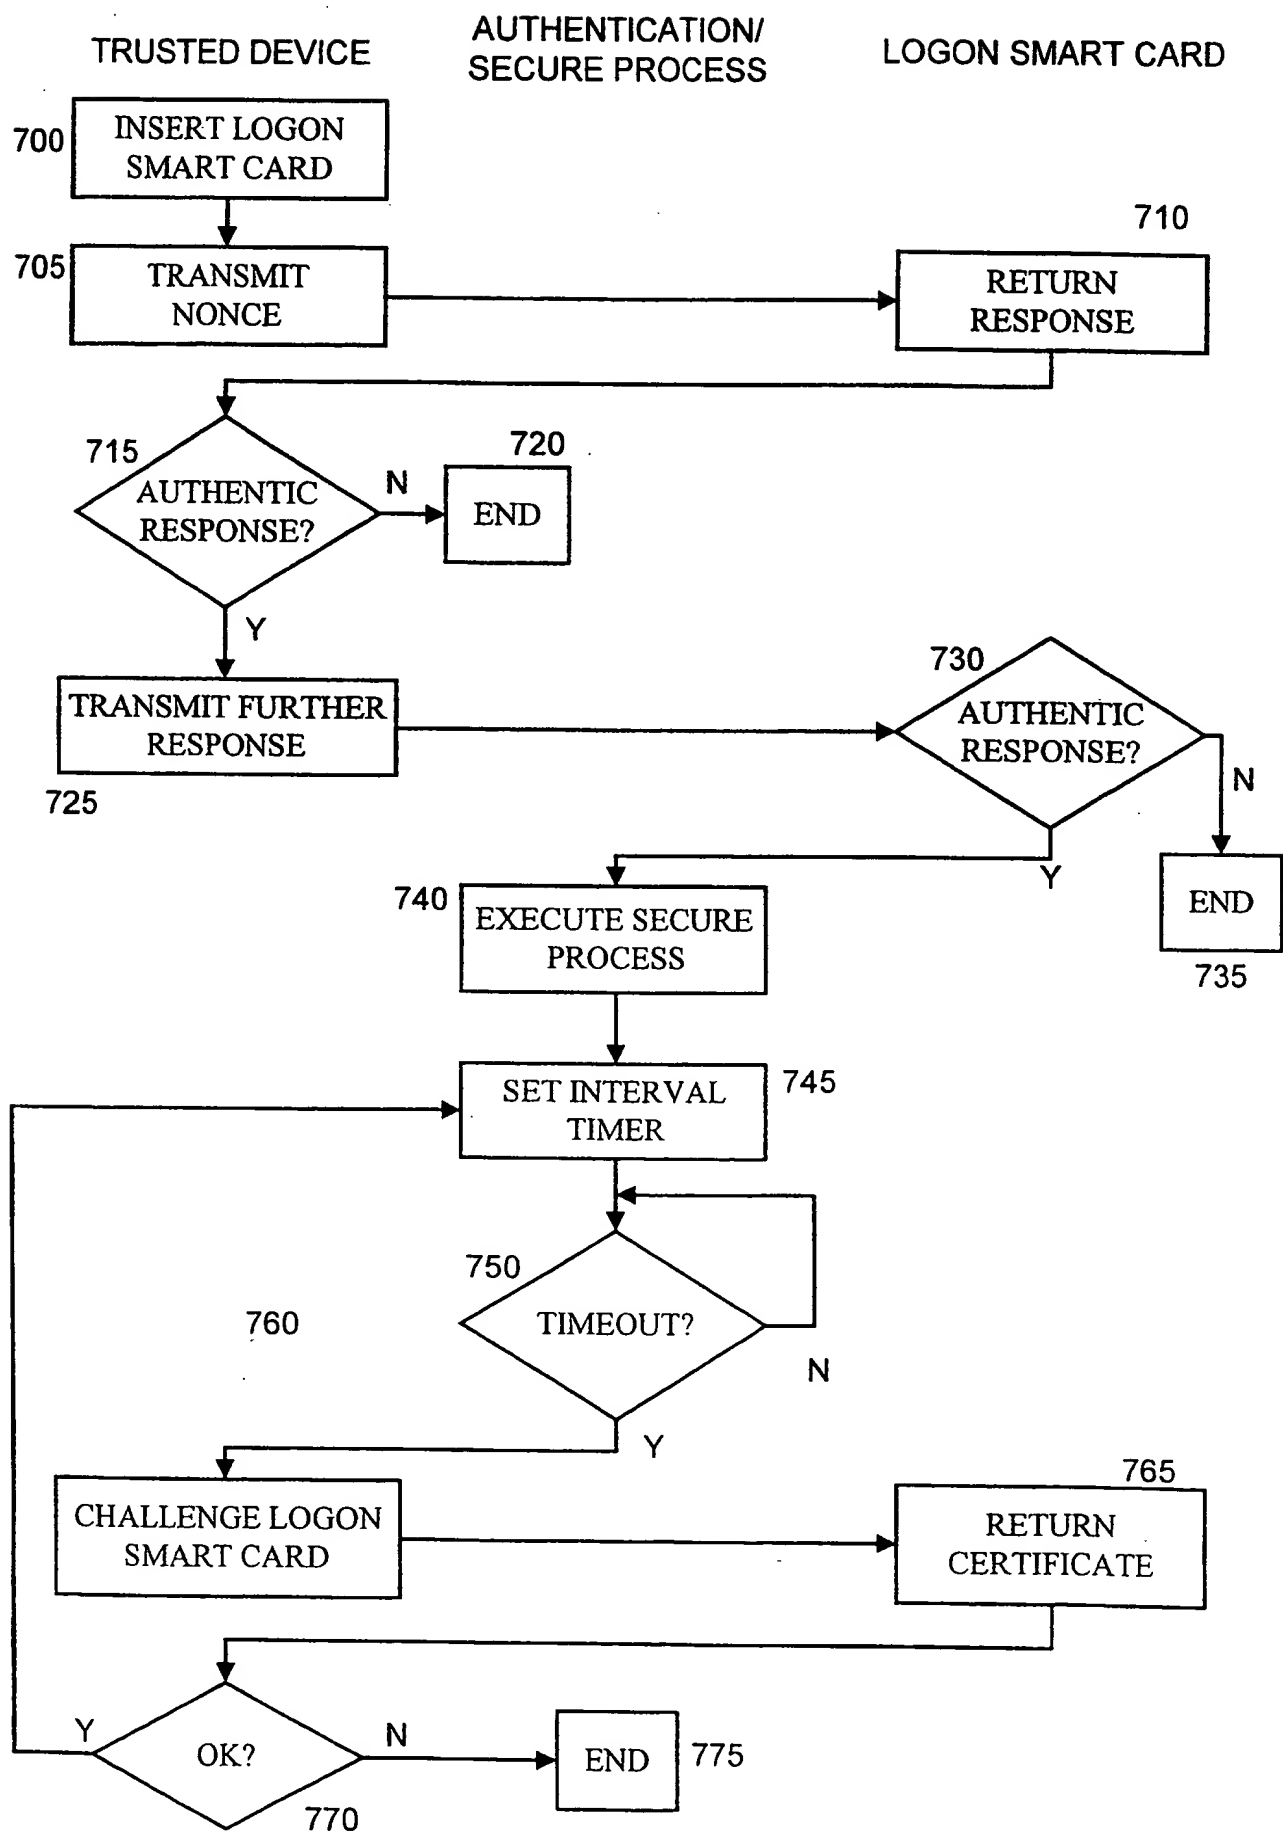 TRUSTED DEVICE
AUTHENTICATION/
SECURE PROCESS
LOGON SMART CARD
700
INSERT LOGON
SMART CARD
705
TRANSMIT
NONCE
710
RETURN
RESPONSE
715
AUTHENTIC
RESPONSE?
N
720
END
Y
TRANSMIT FURTHER
RESPONSE
725
730
AUTHENTIC
RESPONSE?
N
Y
END
735
740
EXECUTE SECURE
PROCESS
SET INTERVAL
TIMER
745
750
TIMEOUT?
N
760
Y
CHALLENGE LOGON
SMART CARD
765
RETURN
CERTIFICATE
Y
OK?
N
770
END
775